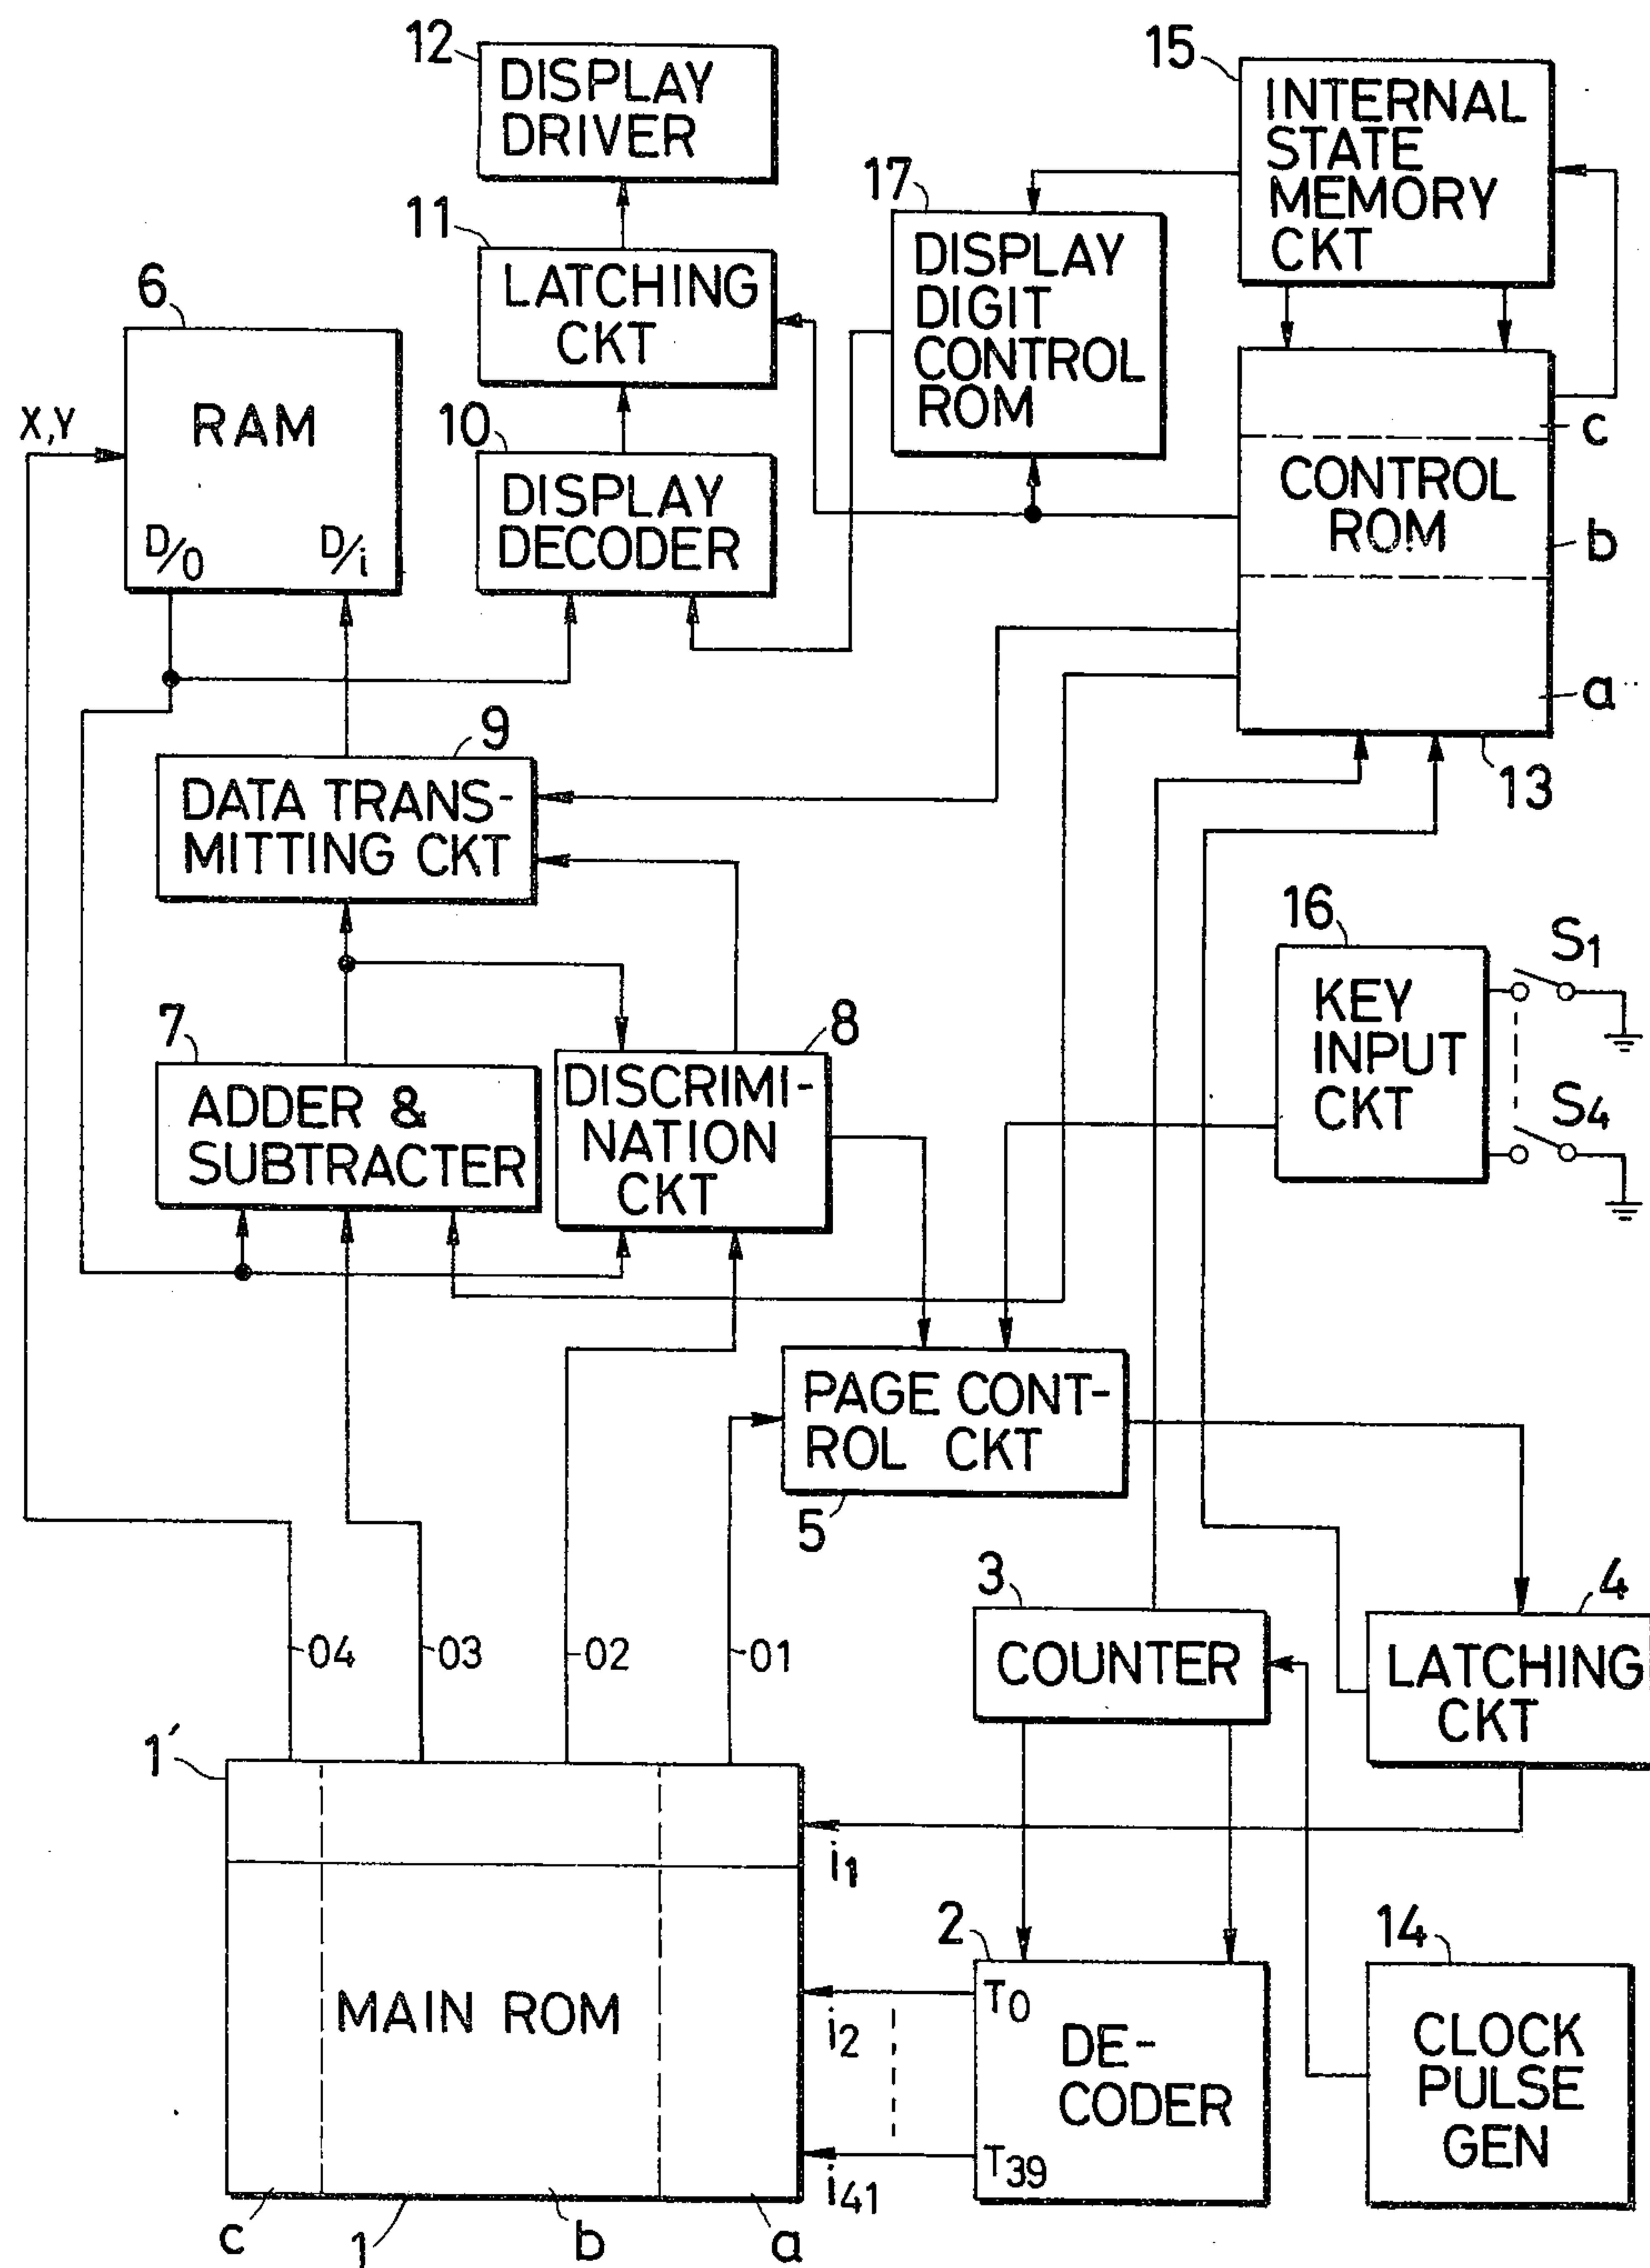 12
DISPLAY
DRIVER
15
INTERNAL
STATE
MEMORY
CKT
17
DISPLAY
DIGIT
CONTROL
ROM
11
LATCHING
CKT
6
RAM
X,Y
D/O
D/i
10
DISPLAY
DECODER
c
CONTROL
ROM
b
a
13
9
DATA TRANS-
MITTING CKT
16
KEY
INPUT
CKT
S1
S4
7
ADDER &
SUBTRACTER
8
DISCRIMI-
NATION
CKT
PAGE CONT-
ROL CKT
5
3
COUNTER
4
LATCHING
CKT
04
03
02
01
1′
i1
2
T0
DE-
CODER
T39
i2
i41
14
CLOCK
PULSE
GEN
MAIN ROM
c
1
b
a